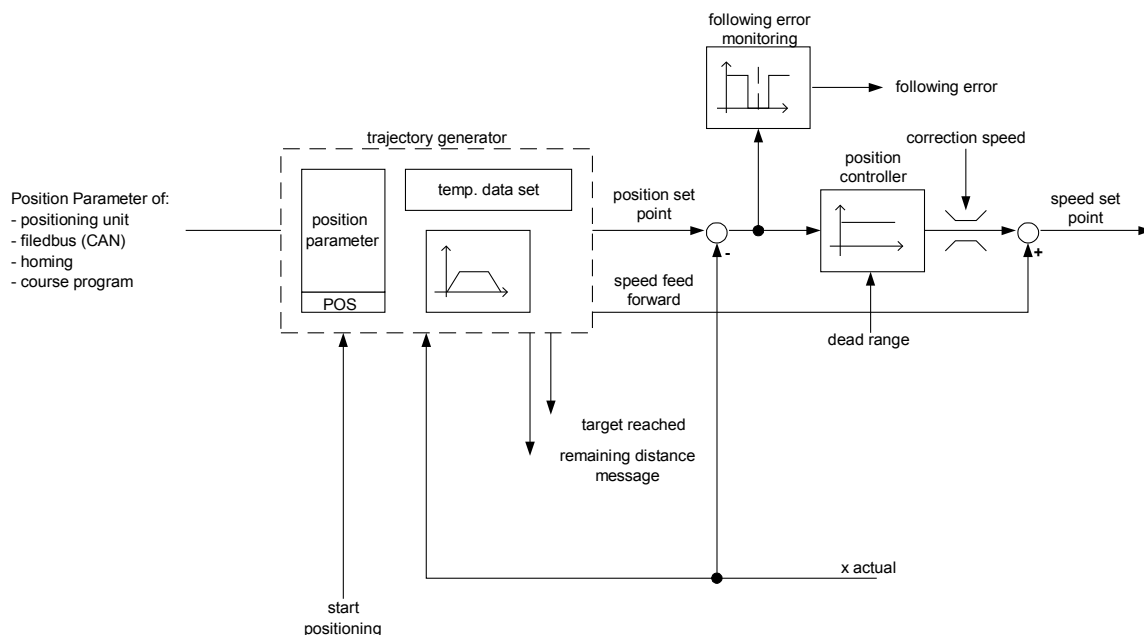 following error
monitoring
following error
trajectory generator
correction speed
position
controller
Position Parameter of:
- positioning unit
- filedbus (CAN)
- homing
- course program
position
parameter
POS
temp. data set
position set
point
-
speed set
point
+
speed feed
forward
dead range
target reached
remaining distance
message
x actual
start
positioning